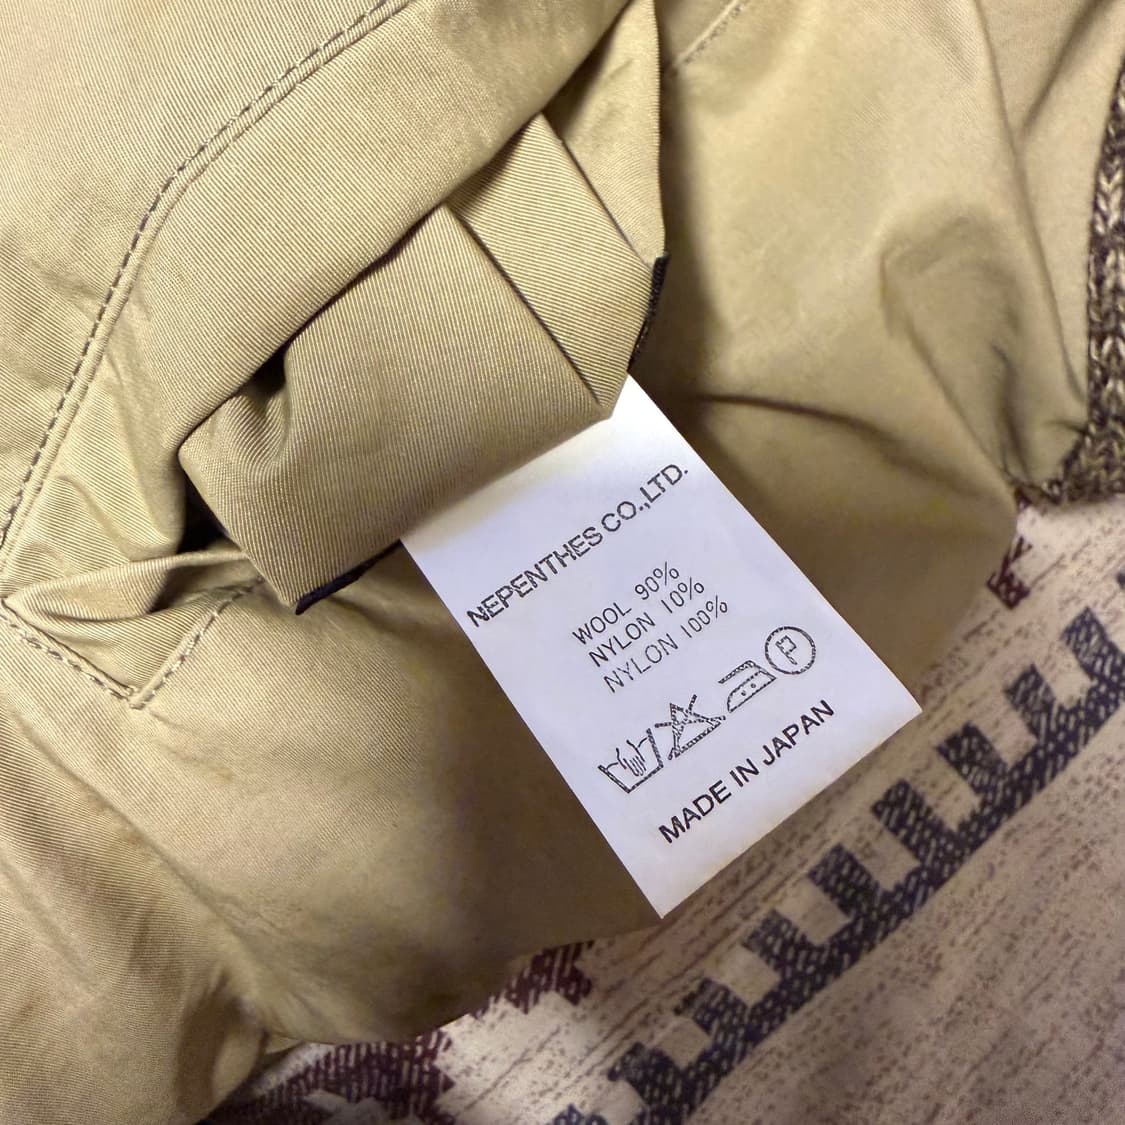 NEPENTHES CO.,LTD.
WOOL 90%
NYLON 10%
NYLON 100%
P
MADE IN JAPAN